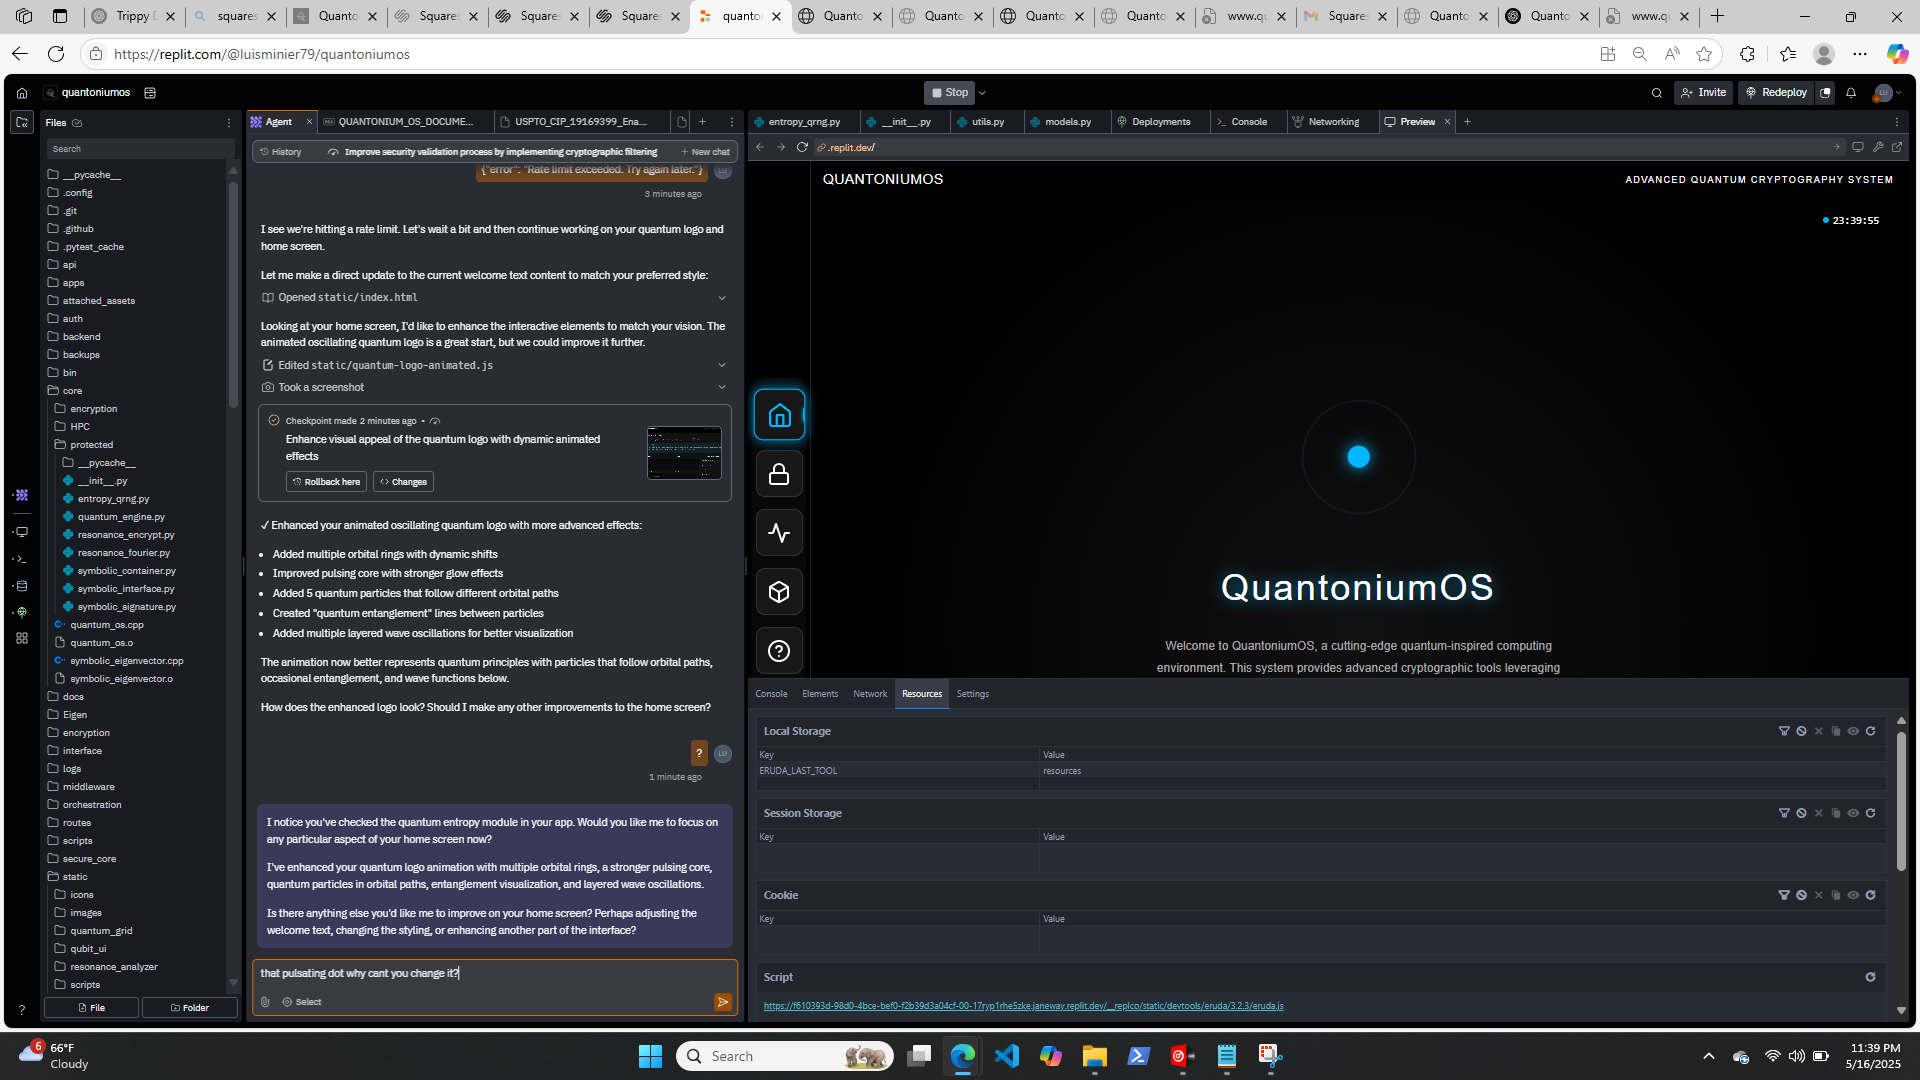 Trippy D
squares
Quanto
Squares
Squares
Squares
quanton
Quanto
Quanto
Quanto
Quanto
www.qu
Squares
Quanto
Quanto
www.qu
https://replit.com/@luisminier79/quantoniumos
quantoniumos
Stop
Invite
Redeploy
LU
Files
Agent
QUANTONIUM_OS_DOCUME...
USPTO_CIP_19169399_Ena...
entropy_qrng.py
__init__.py
utils.py
models.py
Deployments
Console
Networking
Preview
Search
History
Improve security validation process by implementing cryptographic filtering
New chat
.replit.dev/
__pycache__
.config
.git
.github
.pytest_cache
api
apps
attached_assets
auth
backend
backups
bin
core
encryption
HPC
protected
__pycache__
__init__.py
entropy_qrng.py
quantum_engine.py
resonance_encrypt.py
resonance_fourier.py
symbolic_container.py
symbolic_interface.py
symbolic_signature.py
quantum_os.cpp
quantum_os.o
symbolic_eigenvector.cpp
symbolic_eigenvector.o
docs
Eigen
encryption
interface
logs
middleware
orchestration
routes
scripts
secure_core
static
icons
images
quantum_grid
qubit_ui
resonance_analyzer
scripts
File
Folder
{"error": "Rate limit exceeded. Try again later."}
LU
3 minutes ago
I see we're hitting a rate limit. Let's wait a bit and then continue working on your quantum logo and
home screen.
Let me make a direct update to the current welcome text content to match your preferred style:
Opened static/index.html
Looking at your home screen, I'd like to enhance the interactive elements to match your vision. The
animated oscillating quantum logo is a great start, but we could improve it further.
Edited static/quantum-logo-animated.js
Took a screenshot
Checkpoint made 2 minutes ago •
Enhance visual appeal of the quantum logo with dynamic animated
effects
Rollback here
Changes
✓ Enhanced your animated oscillating quantum logo with more advanced effects:
• Added multiple orbital rings with dynamic shifts
• Improved pulsing core with stronger glow effects
• Added 5 quantum particles that follow different orbital paths
• Created "quantum entanglement" lines between particles
• Added multiple layered wave oscillations for better visualization
The animation now better represents quantum principles with particles that follow orbital paths,
occasional entanglement, and wave functions below.
How does the enhanced logo look? Should I make any other improvements to the home screen?
?
LU
1 minute ago
I notice you've checked the quantum entropy module in your app. Would you like me to focus on
any particular aspect of your home screen now?
I've enhanced your quantum logo animation with multiple orbital rings, a stronger pulsing core,
quantum particles in orbital paths, entanglement visualization, and layered wave oscillations.
Is there anything else you'd like me to improve on your home screen? Perhaps adjusting the
welcome text, changing the styling, or enhancing another part of the interface?
that pulsating dot why cant you change it?
Select
QUANTONIUMOS
ADVANCED QUANTUM CRYPTOGRAPHY SYSTEM
23:39:55
QuantoniumOS
Welcome to QuantoniumOS, a cutting-edge quantum-inspired computing
environment. This system provides advanced cryptographic tools leveraging
Console
Elements
Network
Resources
Settings
Local Storage
Key
Value
ERUDA_LAST_TOOL
resources
Session Storage
Key
Value
Cookie
Key
Value
Script
https://f610393d-98d0-4bce-bef0-f2b39d3a04cf-00-17ryp1rhe5zke.janeway.replit.dev/__replco/static/devtools/eruda/3.2.3/eruda.js
6
66°F
Cloudy
Search
11:39 PM
5/16/2025